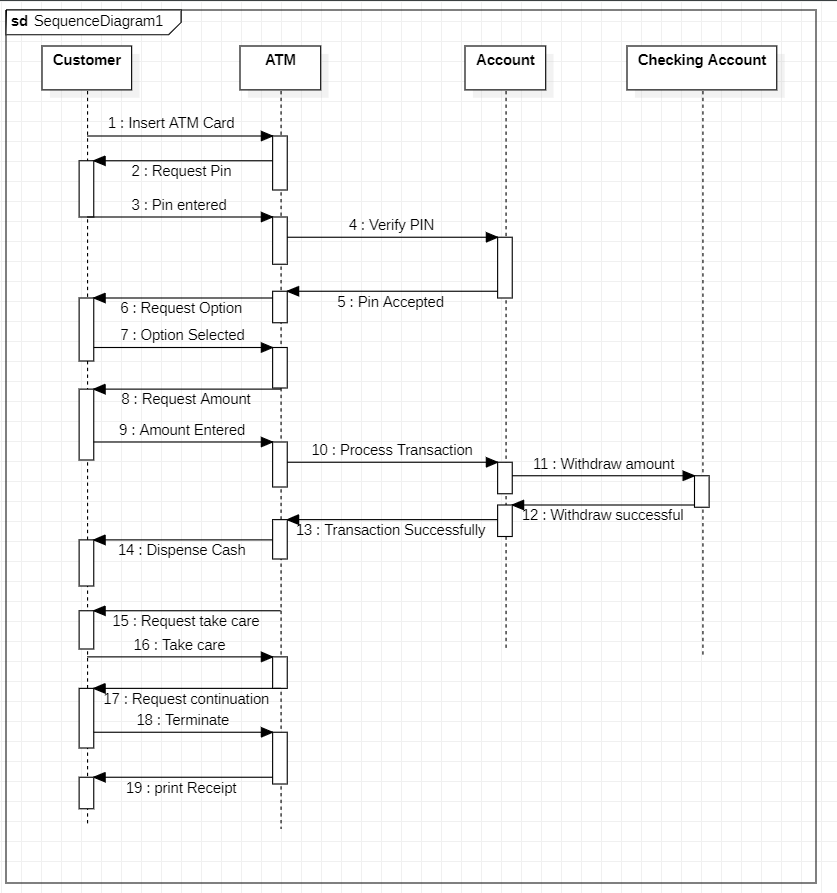 sd SequenceDiagram1
Customer
ATM
Account
Checking Account
1 : Insert ATM Card
2 : Request Pin
3 : Pin entered
4 : Verify PIN
5 : Pin Accepted
6 : Request Option
7 : Option Selected
8 : Request Amount
9 : Amount Entered
10 : Process Transaction
11 : Withdraw amount
12 : Withdraw successful
13 : Transaction Successfully
14 : Dispense Cash
15 : Request take care
16 : Take care
17 : Request continuation
18 : Terminate
19 : print Receipt